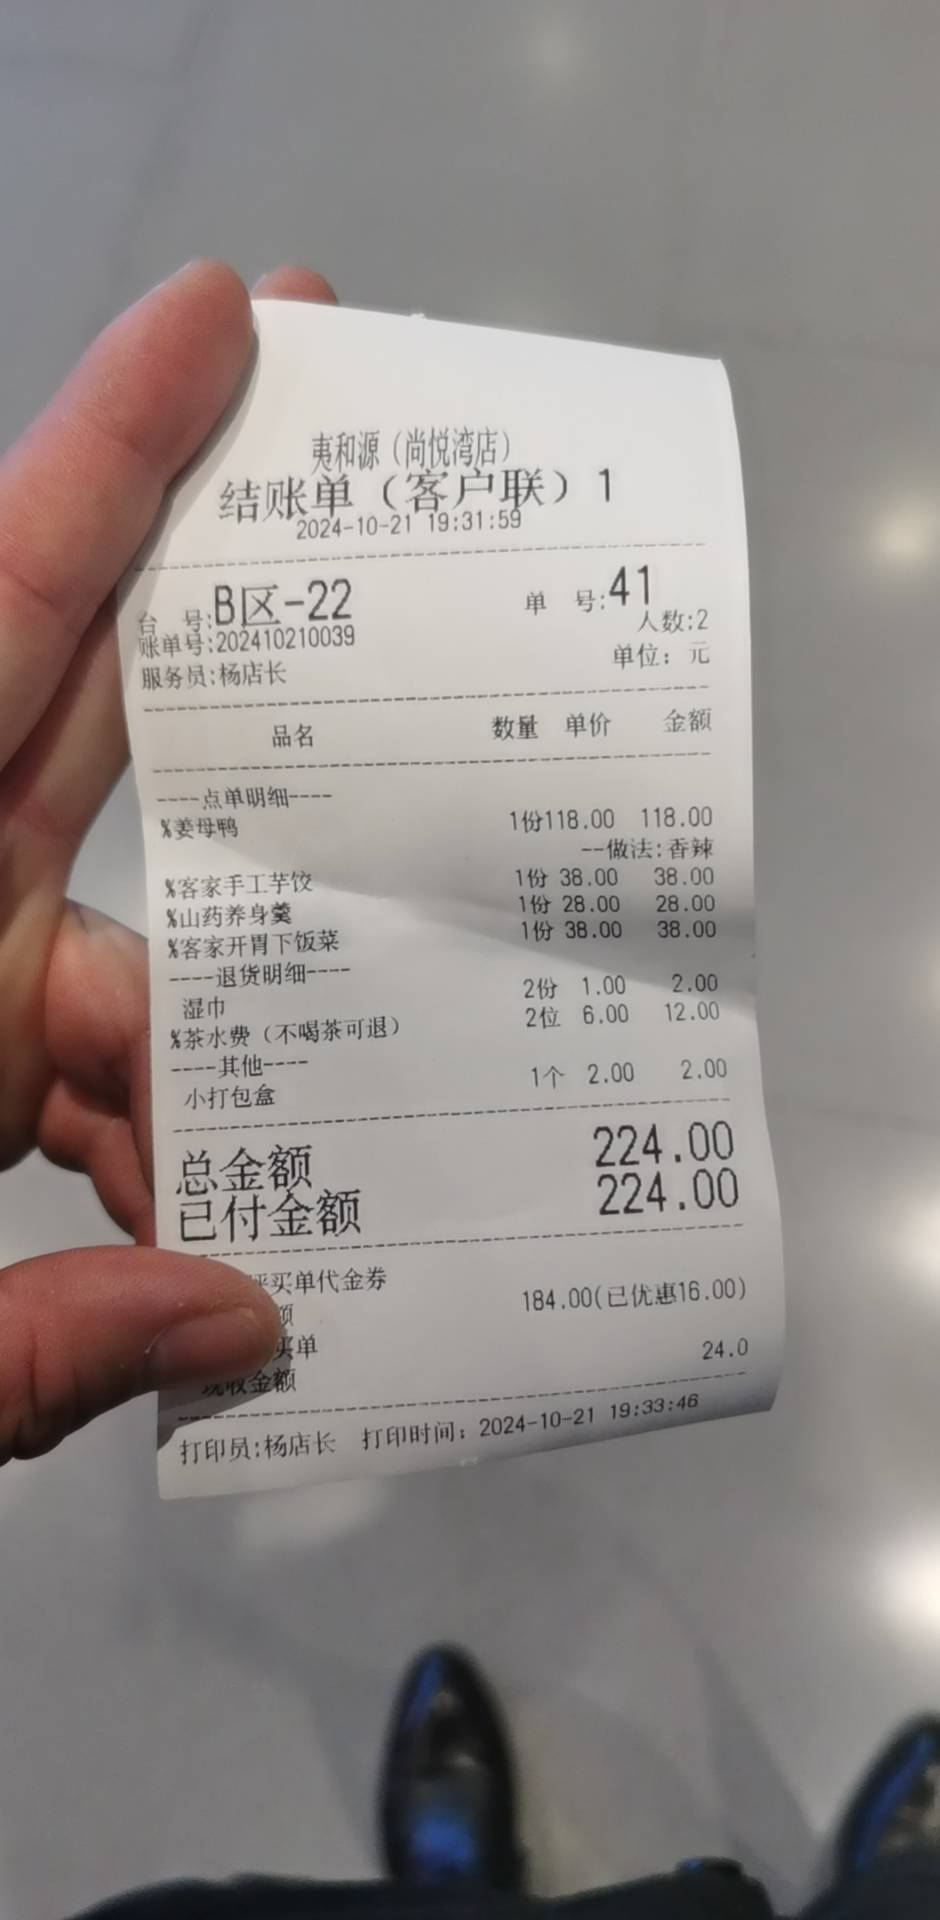 夷和源（尚悦湾店）
结账单（客户联）1
2024-10-21 19:31:59
台 号:B区-22 单 号:41
账单号:202410210039 人数:2
服务员:杨店长 单位：元
品名 数量 单价 金额
----点单明细----
%姜母鸭 1份118.00 118.00
--做法:香辣
%客家手工芋饺 1份 38.00 38.00
%山药养身羹 1份 28.00 28.00
%客家开胃下饭菜 1份 38.00 38.00
----退货明细----
湿巾 2份 1.00 2.00
%茶水费（不喝茶可退） 2位 6.00 12.00
----其他----
小打包盒 1个 2.00 2.00
总金额 224.00
已付金额 224.00
评买单代金券
额 184.00(已优惠16.00)
买单
现收金额 24.0
打印员:杨店长 打印时间：2024-10-21 19:33:46